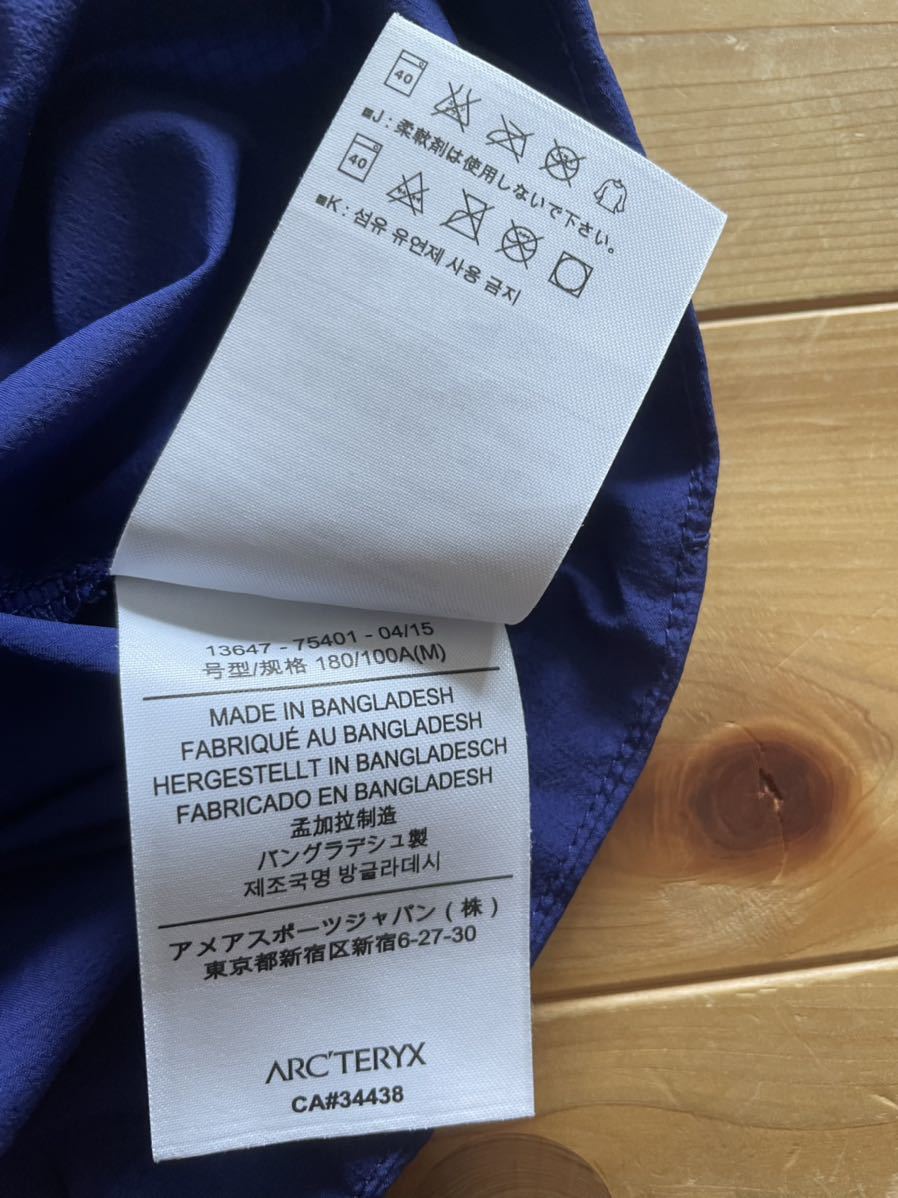 40
■J : 柔軟剤は使用しないで下さい。
40
■K : 섬유 유연제 사용 금지
13647 - 75401 - 04/15
号型/规格 180/100A(M)
MADE IN BANGLADESH
FABRIQUÉ AU BANGLADESH
HERGESTELLT IN BANGLADESCH
FABRICADO EN BANGLADESH
孟加拉制造
バングラデシュ製
제조국명 방글라데시
アメアスポーツジャパン ( 株 )
東京都新宿区新宿6-27-30
ARC'TERYX
CA#34438